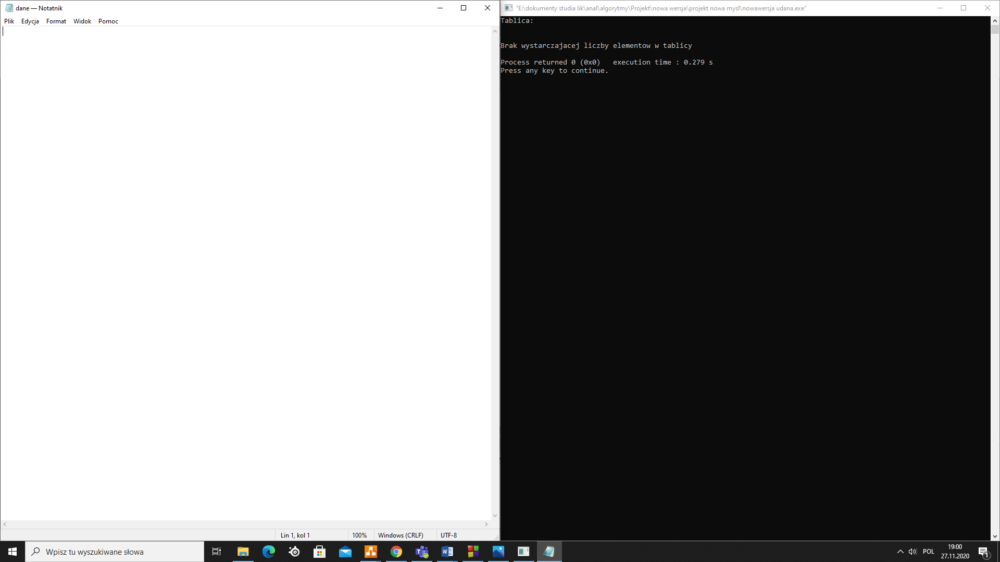 dane — Notatnik
Plik Edycja Format Widok Pomoc
Lin 1, kol 1 100% Windows (CRLF) UTF-8
"E:\dokumenty studia lik\anal\algorytmy\Projekt\nowa wersja\projekt nowa mysl\nowawersja udana.exe"
Tablica:
Brak wystarczajacej liczby elementow w tablicy
Process returned 0 (0x0) execution time : 0.279 s
Press any key to continue.
Wpisz tu wyszukiwane słowa
POL
19:00
27.11.2020
1